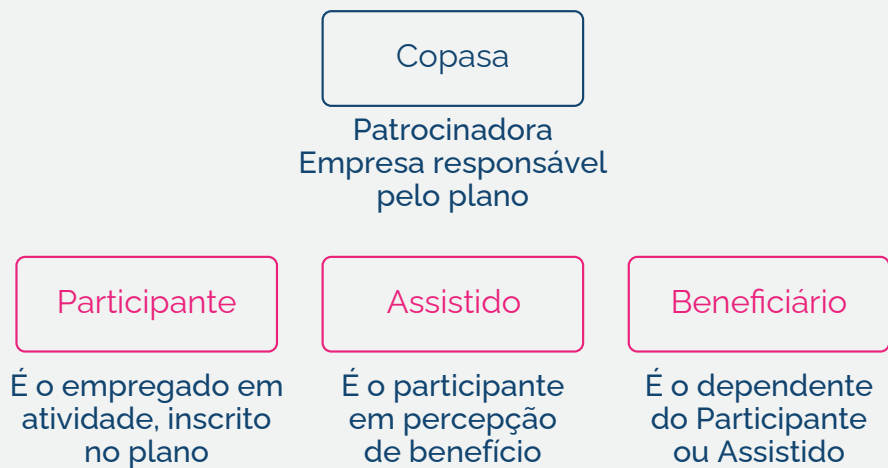 Copasa
Patrocinadora
Empresa responsável
pelo plano
Participante
É o empregado em
atividade, inscrito
no plano
Assistido
É o participante
em percepção
de benefício
Beneficiário
É o dependente
do Participante
ou Assistido